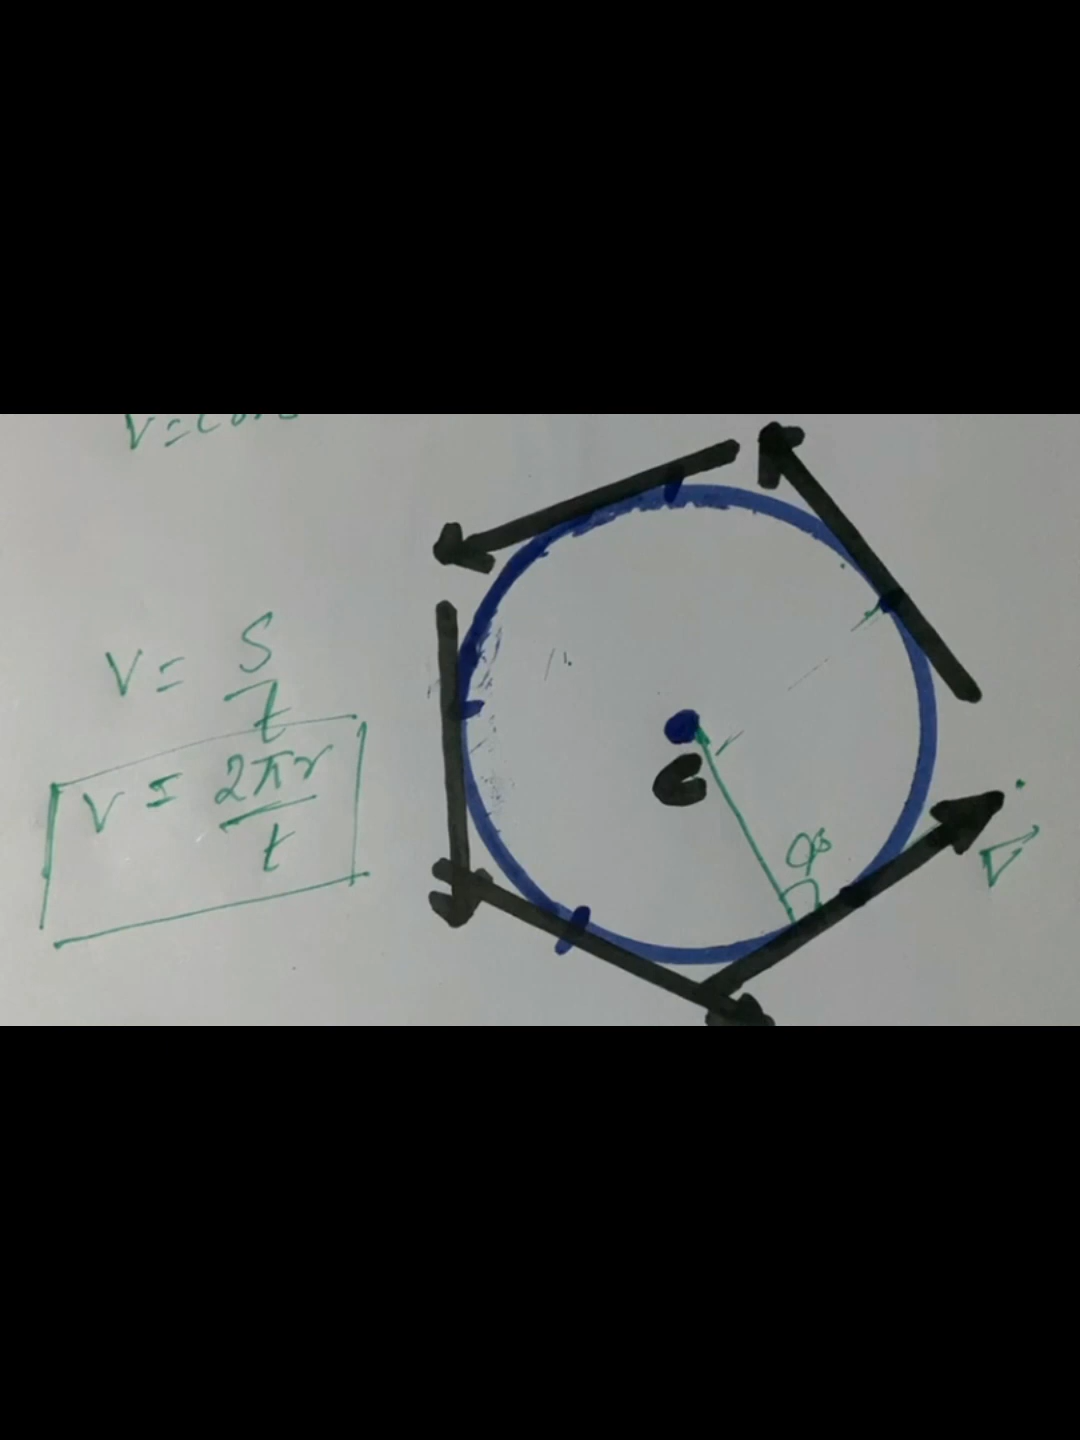 V = S/t
V = 2πr/t
C
V